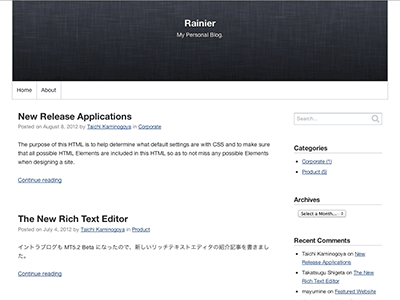 Rainier
My Personal Blog.
Home
About
New Release Applications
Posted on August 8, 2012 by Taichi Kaminogoya in Corporate
The purpose of this HTML is to help determine what default settings are with CSS and to make sure
that all possible HTML Elements are included in this HTML so as to not miss any possible Elements
when designing a site.
Continue reading
The New Rich Text Editor
Posted on July 4, 2012 by Taichi Kaminogoya in Product
イントラブログも MT5.2 Beta になったので、新しいリッチテキストエディタの紹介記事を書きまし
た。
Continue reading
Search...
Categories
Corporate (1)
Product (5)
Archives
Select a Month...
Recent Comments
Taichi Kaminogoya on
New Release Applications
Takatsugu Shigeta on The
New Rich Text Editor
mayumine on Featured Website